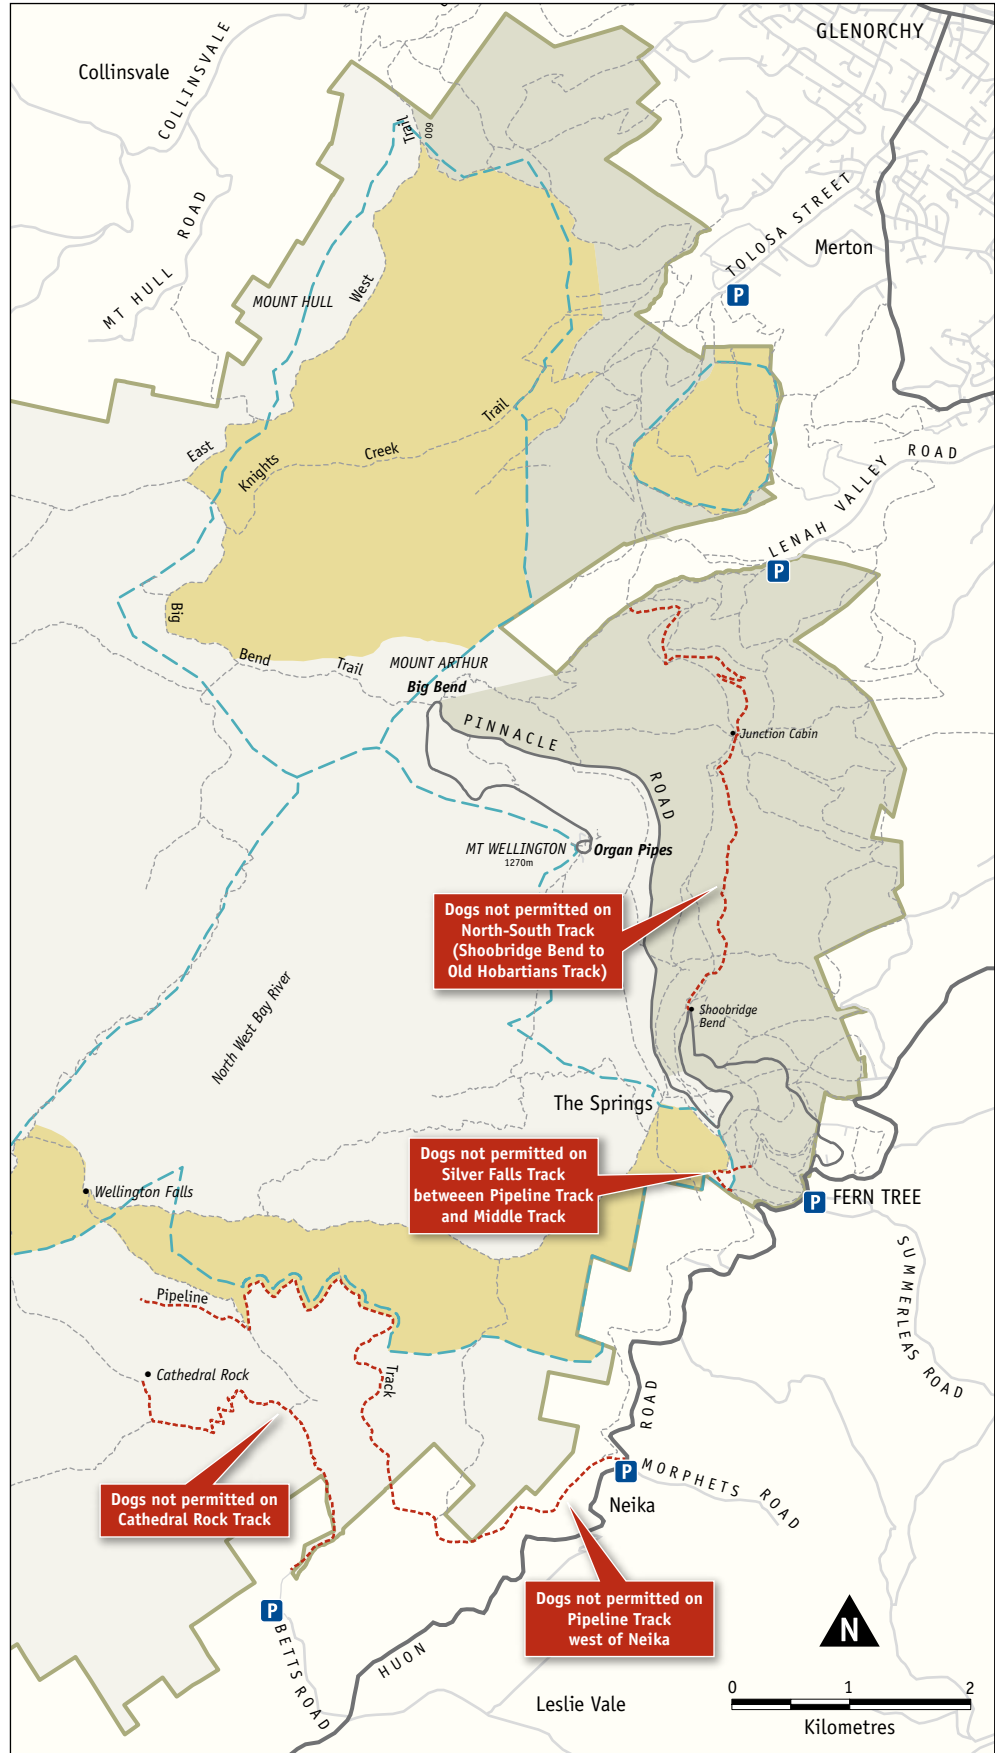 GLENORCHY
Collinsvale
COLLINSVALE
Trail
600
MT HULL ROAD
TOLOSA STREET
Merton
P
MOUNT HULL
West
East
Knights
Creek
Trail
LENAH VALLEY ROAD
P
Big
Bend
Trail
MOUNT ARTHUR
Big Bend
PINNACLE
ROAD
Junction Cabin
MT WELLINGTON
1270m
Organ Pipes
Dogs not permitted on
North-South Track
(Shoobridge Bend to
Old Hobartians Track)
North West Bay River
Shoobridge
Bend
The Springs
Dogs not permitted on
Silver Falls Track
betweeen Pipeline Track
and Middle Track
Wellington Falls
P
FERN TREE
SUMMERLEAS ROAD
Pipeline
Track
Cathedral Rock
ROAD
P
MORPHETS ROAD
Neika
Dogs not permitted on
Cathedral Rock Track
Dogs not permitted on
Pipeline Track
west of Neika
P
BETTS ROAD
HUON
Leslie Vale
N
0 1 2
Kilometres